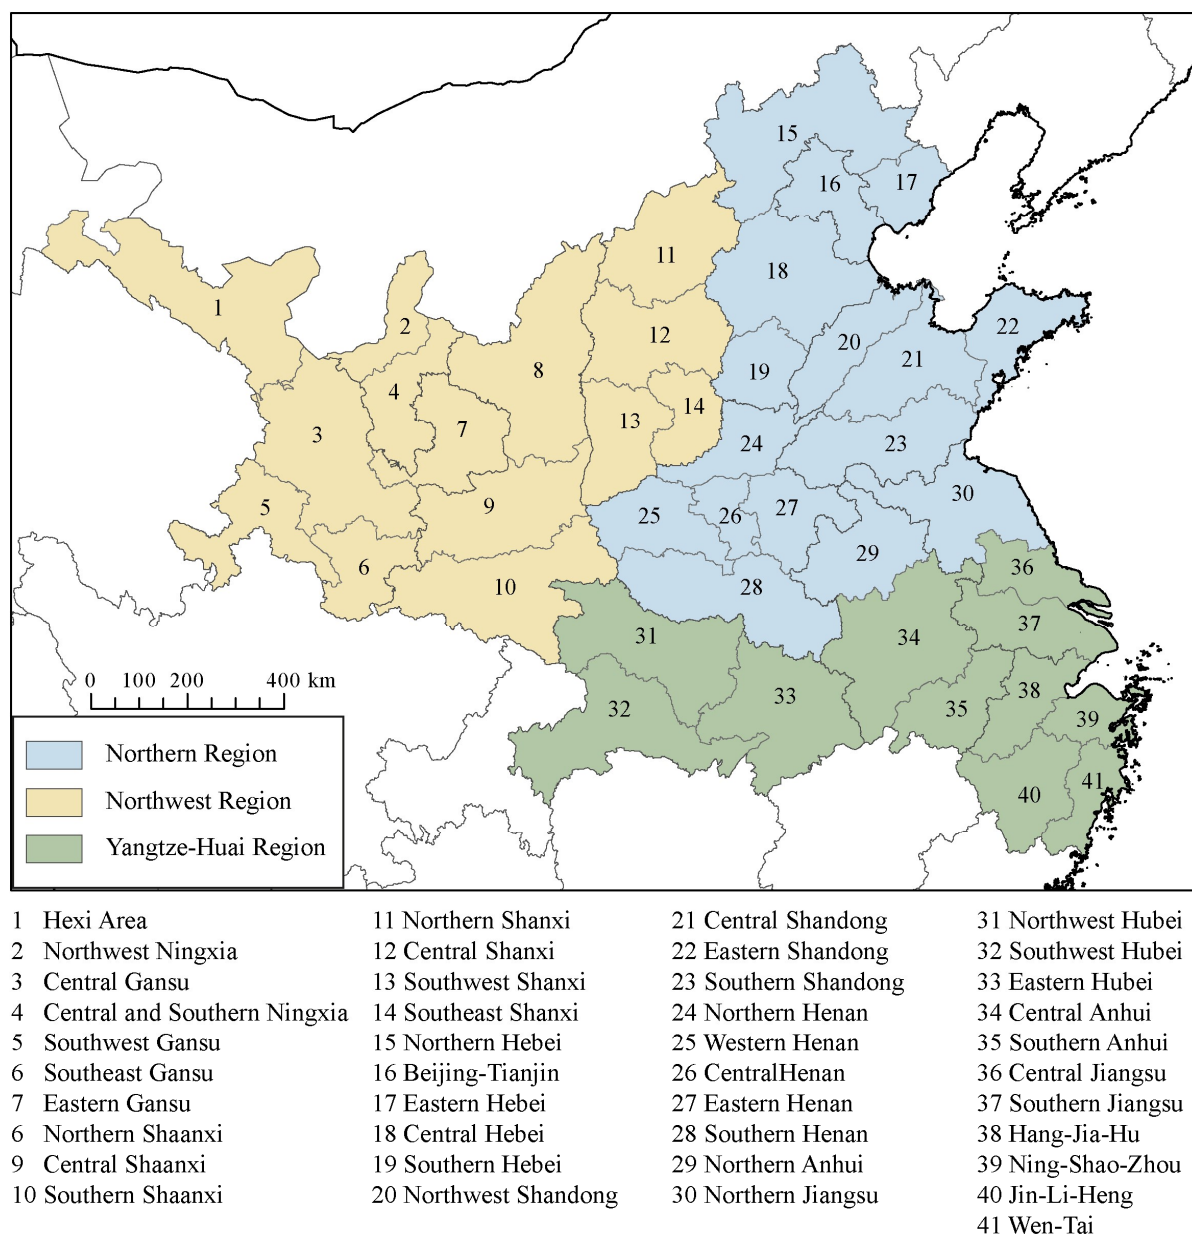 15
16
17
11
18
1
2
12
22
20
21
8
19
4
14
3
13
7
24
23
5
9
25
26
27
30
29
6
10
28
36
31
34
37
32
33
35
38
39
40
41
0 100 200 400 km
Northern Region
Northwest Region
Yangtze-Huai Region
1 Hexi Area
2 Northwest Ningxia
3 Central Gansu
4 Central and Southern Ningxia
5 Southwest Gansu
6 Southeast Gansu
7 Eastern Gansu
6 Northern Shaanxi
9 Central Shaanxi
10 Southern Shaanxi
11 Northern Shanxi
12 Central Shanxi
13 Southwest Shanxi
14 Southeast Shanxi
15 Northern Hebei
16 Beijing-Tianjin
17 Eastern Hebei
18 Central Hebei
19 Southern Hebei
20 Northwest Shandong
21 Central Shandong
22 Eastern Shandong
23 Southern Shandong
24 Northern Henan
25 Western Henan
26 CentralHenan
27 Eastern Henan
28 Southern Henan
29 Northern Anhui
30 Northern Jiangsu
31 Northwest Hubei
32 Southwest Hubei
33 Eastern Hubei
34 Central Anhui
35 Southern Anhui
36 Central Jiangsu
37 Southern Jiangsu
38 Hang-Jia-Hu
39 Ning-Shao-Zhou
40 Jin-Li-Heng
41 Wen-Tai